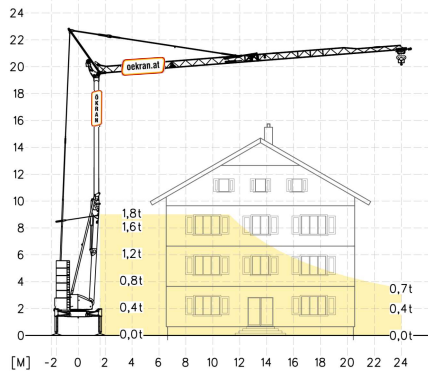 24
22
20
18
16
14
12
10
8
6
4
2
0
oekran.at
OKRAN
1,8t
1,6t
1,2t
0,8t
0,4t
0,0t
0,7t
0,4t
0,0t
[M] -2 0 2 4 6 8 10 12 14 16 18 20 22 24